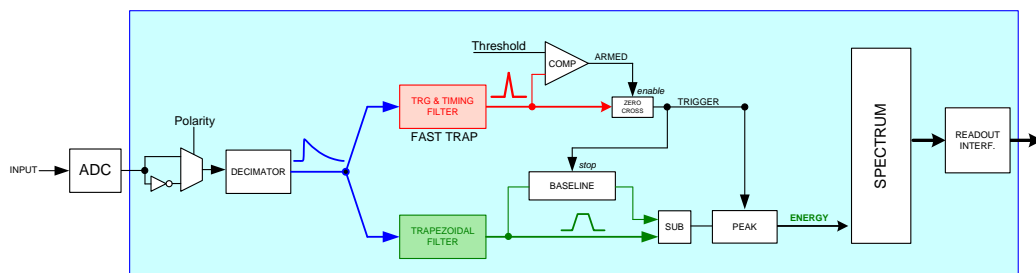 Threshold
COMP
ARMED
enable
TRG & TIMING
FILTER
FAST TRAP
ZERO
CROSS
TRIGGER
Polarity
INPUT
ADC
DECIMATOR
stop
BASELINE
TRAPEZOIDAL
FILTER
SUB
PEAK
ENERGY
SPECTRUM
READOUT
INTERF.